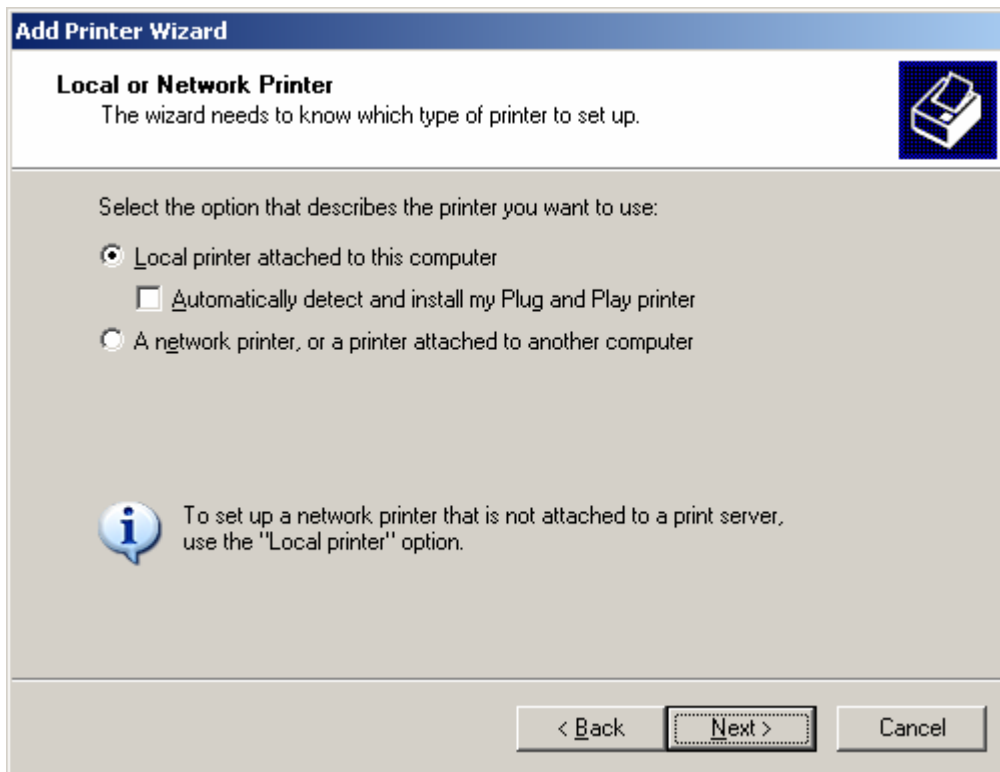 Add Printer Wizard
Local or Network Printer
The wizard needs to know which type of printer to set up.
Select the option that describes the printer you want to use:
Local printer attached to this computer
Automatically detect and install my Plug and Play printer
A network printer, or a printer attached to another computer
To set up a network printer that is not attached to a print server,
use the "Local printer" option.
< Back Next > Cancel